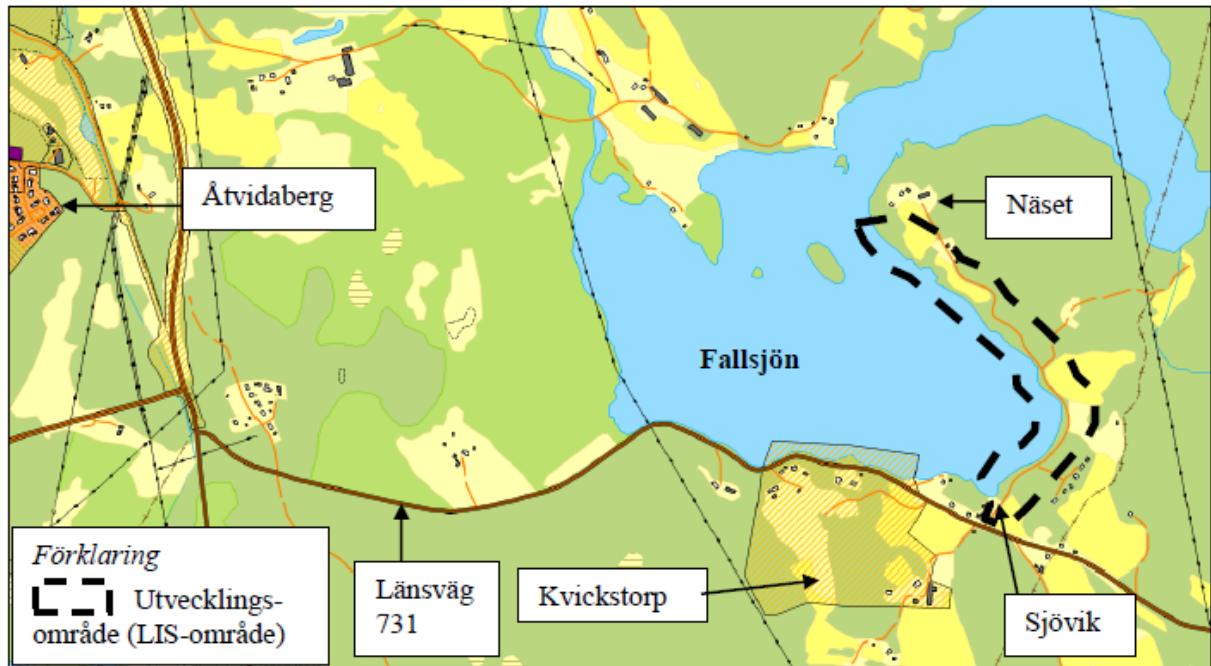 Åtvidaberg
Näset
Fallsjön
Förklaring
Utvecklings-
område (LIS-område)
Länsväg
731
Kvickstorp
Sjövik